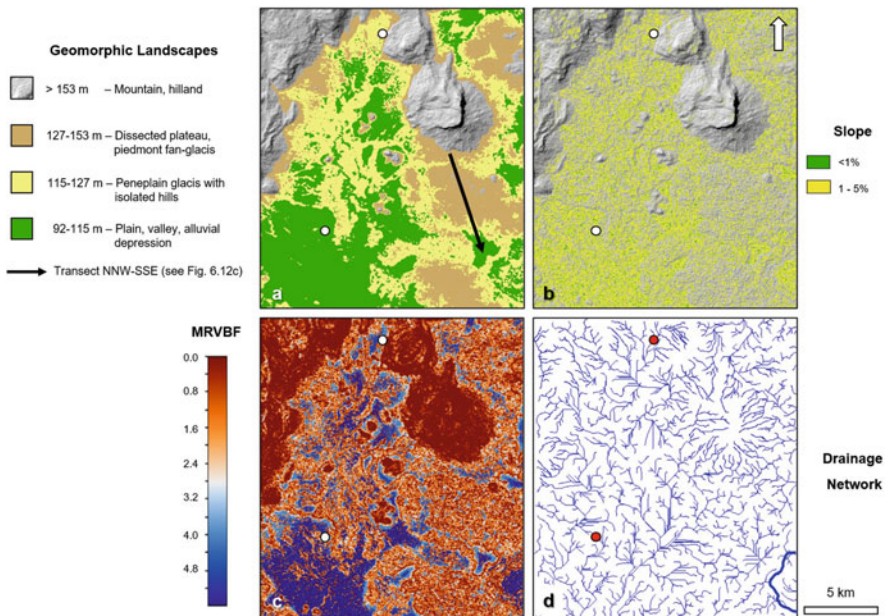 Geomorphic Landscapes
> 153 m – Mountain, hilland
127-153 m – Dissected plateau,
piedmont fan-glacis
115-127 m – Peneplain glacis with
isolated hills
92-115 m – Plain, valley, alluvial
depression
Transect NNW-SSE (see Fig. 6.12c)
a
b
Slope
<1%
1 - 5%
MRVBF
0.0
0.8
1.6
2.4
3.2
4.0
4.8
c
d
Drainage
Network
5 km